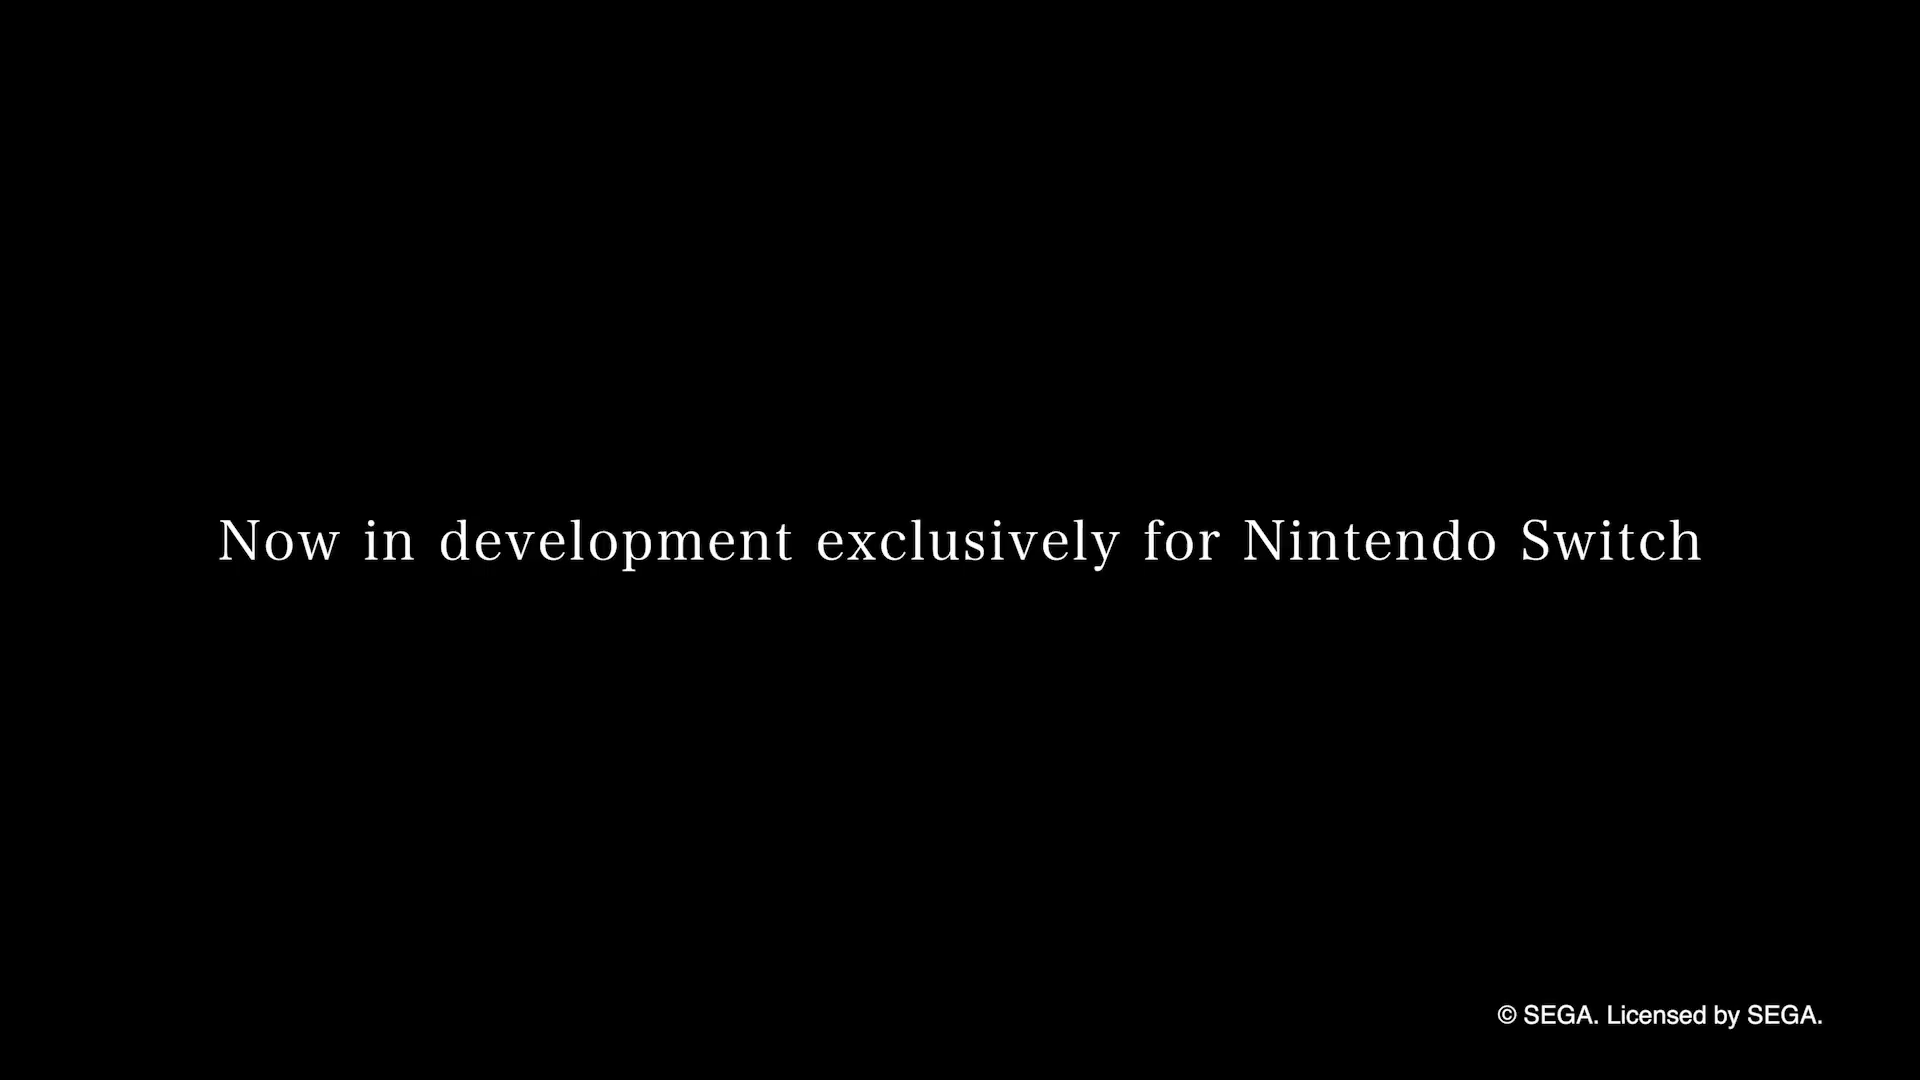 Now in development exclusively for Nintendo Switch
© SEGA. Licensed by SEGA.